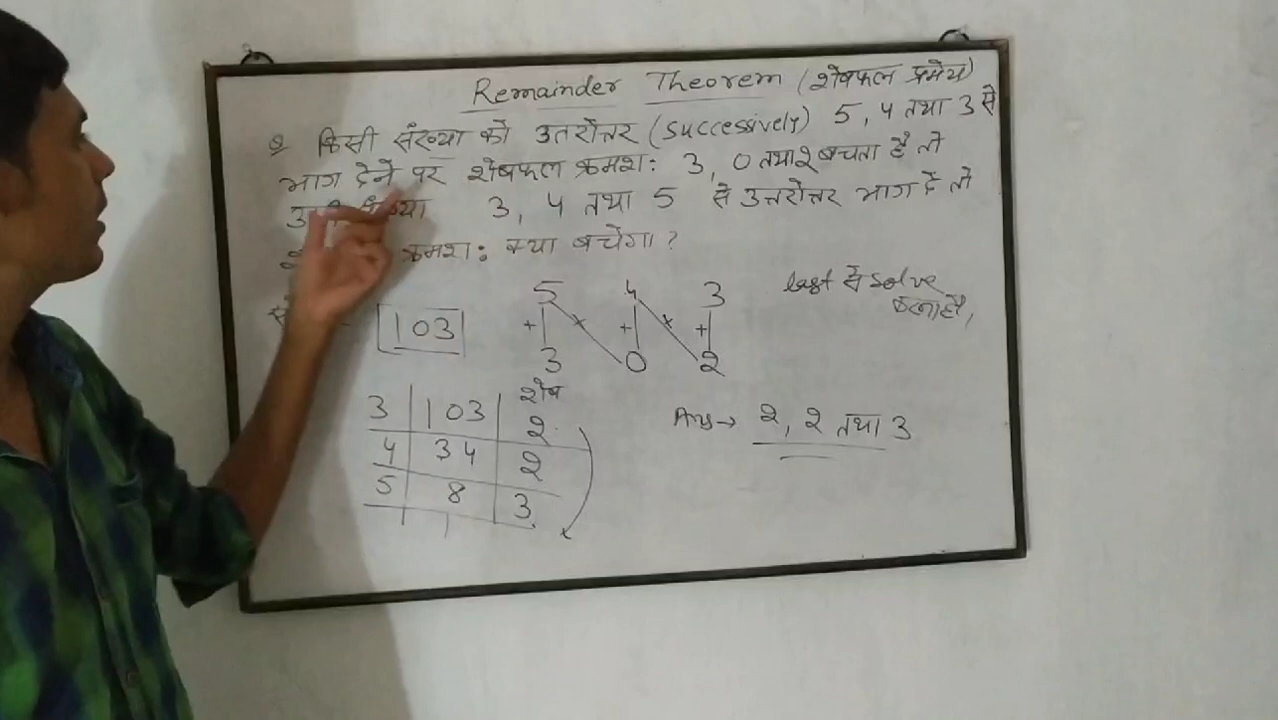 Remainder Theorem (शेषफल प्रमेय)
Q किसी संख्या को उतरोत्तर (successively) 5, 4 तथा 3 से
भाग देने पर शेषफल क्रमश: 3, 0 तथा 2 बचता है तो
3, 4 तथा 5 से उत्तरोत्तर भाग दें तो
क्रमश: क्या बचेगा?
5 4 3
last से solve
करना है,
103
+ × + × +
3 0 2
शेष
3 103 2
4 34 2
5 8 3
1
Ans → 2, 2 तथा 3